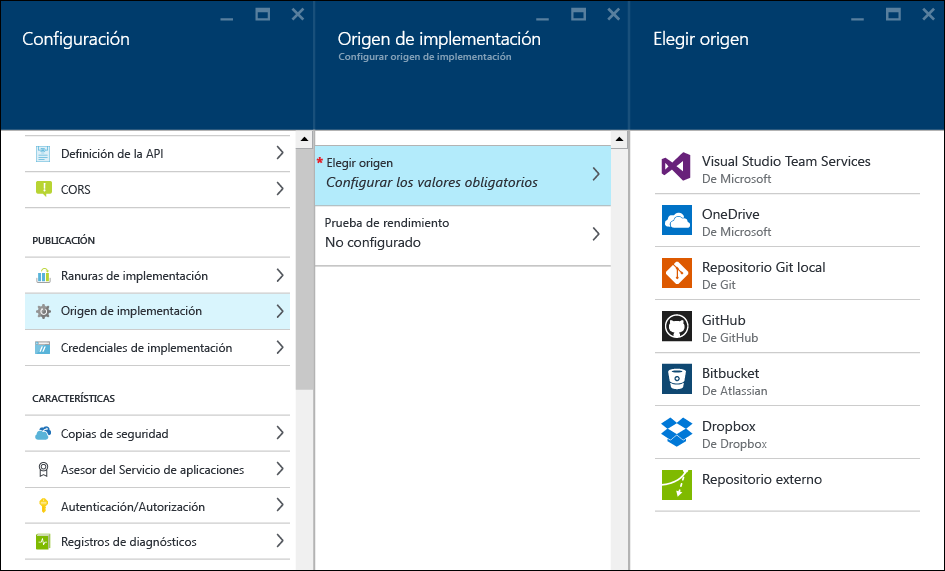 Configuración
Definición de la API
CORS
PUBLICACIÓN
Ranuras de implementación
Origen de implementación
Credenciales de implementación
CARACTERÍSTICAS
Copias de seguridad
Asesor del Servicio de aplicaciones
Autenticación/Autorización
Registros de diagnósticos
Origen de implementación
Configurar origen de implementación
* Elegir origen
Configurar los valores obligatorios
Prueba de rendimiento
No configurado
Elegir origen
Visual Studio Team Services
De Microsoft
OneDrive
De Microsoft
Repositorio Git local
De Git
GitHub
De GitHub
Bitbucket
De Atlassian
Dropbox
De Dropbox
Repositorio externo